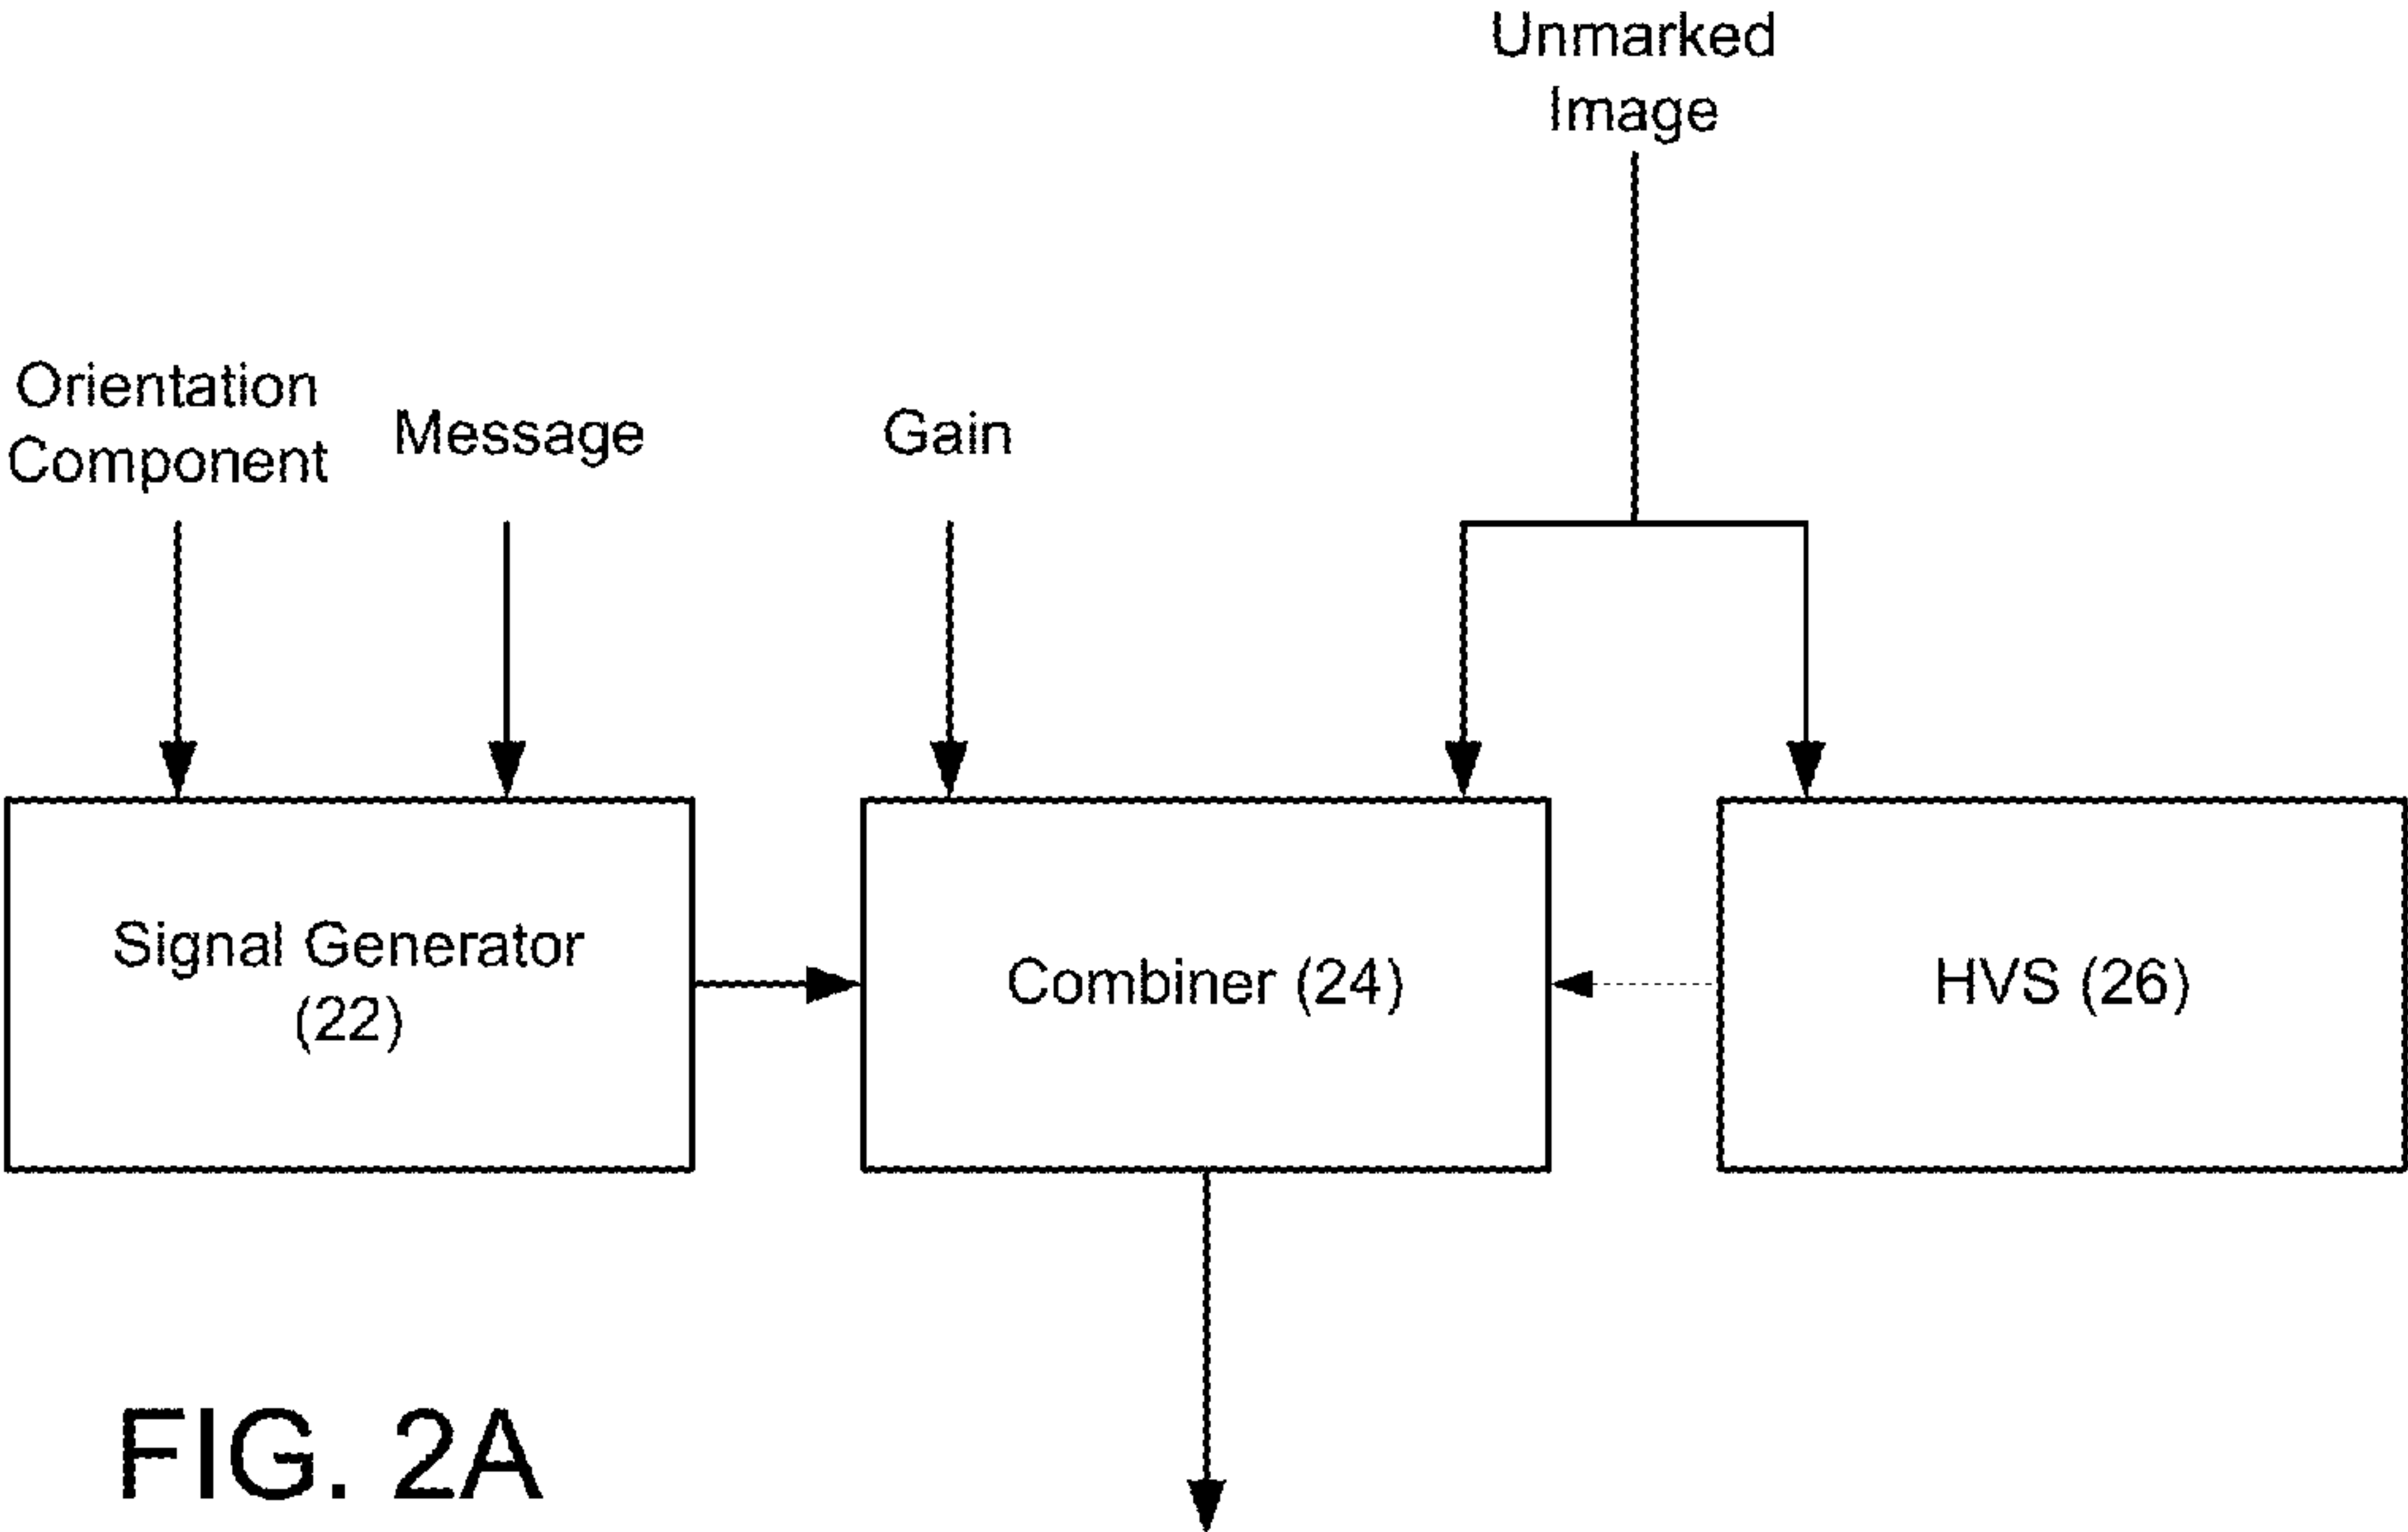 Unmarked
Image
Orientation
Component
Message
Gain
Signal Generator
(22)
Combiner (24)
HVS (26)
FIG. 2A